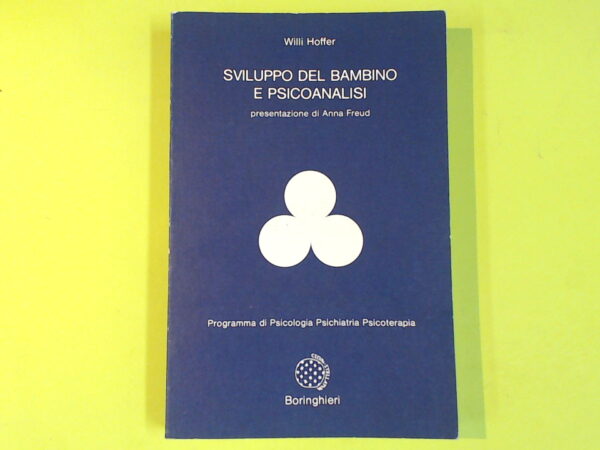 Willi Hoffer
SVILUPPO DEL BAMBINO
E PSICOANALISI
presentazione di Anna Freud
Programma di Psicologia Psichiatria Psicoterapia
Boringhieri